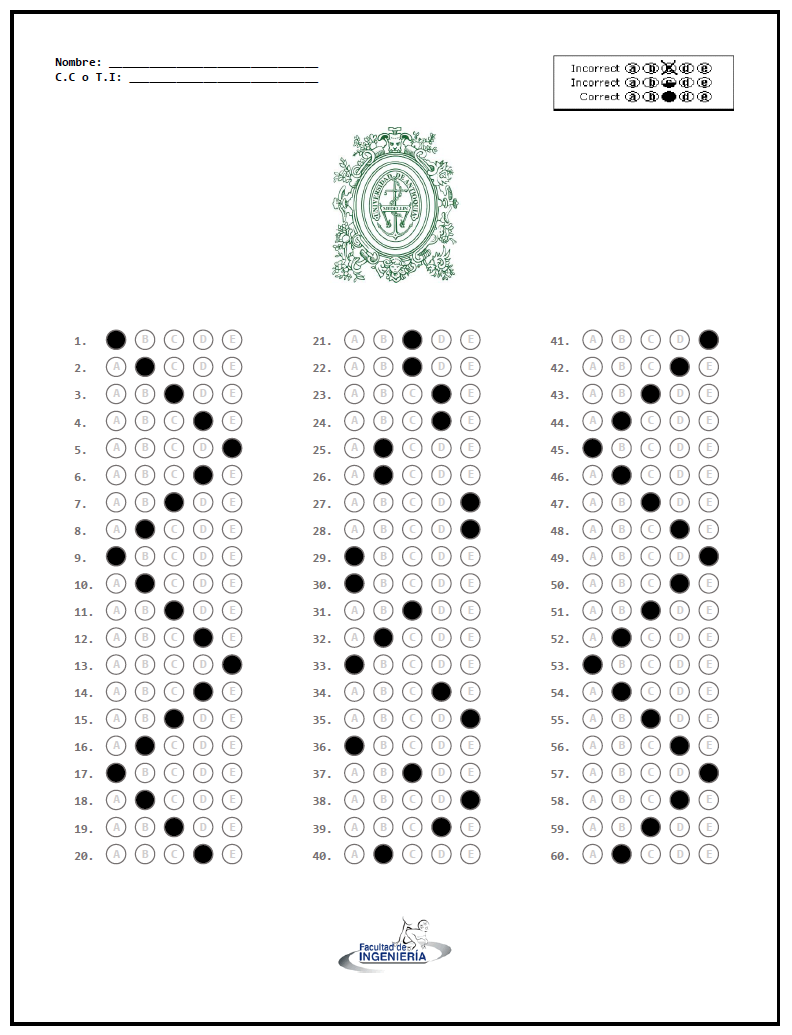 Nombre: _______________________________
C.C o T.I: ____________________________
Incorrect
Incorrect
Correct
UNIVERSIDAD DE ANTIOQUIA
MEDELLIN
1. B C D E
2. A C D E
3. A B D E
4. A B C E
5. A B C D
6. A B C E
7. A B D E
8. A C D E
9. B C D E
10. A C D E
11. A B D E
12. A B C E
13. A B C D
14. A B C E
15. A B D E
16. A C D E
17. B C D E
18. A C D E
19. A B D E
20. A B C E
21. A B D E
22. A B D E
23. A B C E
24. A B C E
25. A C D E
26. A C D E
27. A B C D
28. A B C D
29. B C D E
30. B C D E
31. A B D E
32. A C D E
33. B C D E
34. A B C E
35. A B C D
36. B C D E
37. A B D E
38. A B C D
39. A B C E
40. A C D E
41. A B C D
42. A B C E
43. A B D E
44. A C D E
45. B C D E
46. A C D E
47. A B D E
48. A B C E
49. A B C D
50. A B C E
51. A B D E
52. A C D E
53. B C D E
54. A C D E
55. A B D E
56. A B C E
57. A B C D
58. A B C E
59. A B D E
60. A C D E
Facultad de
INGENIERÍA